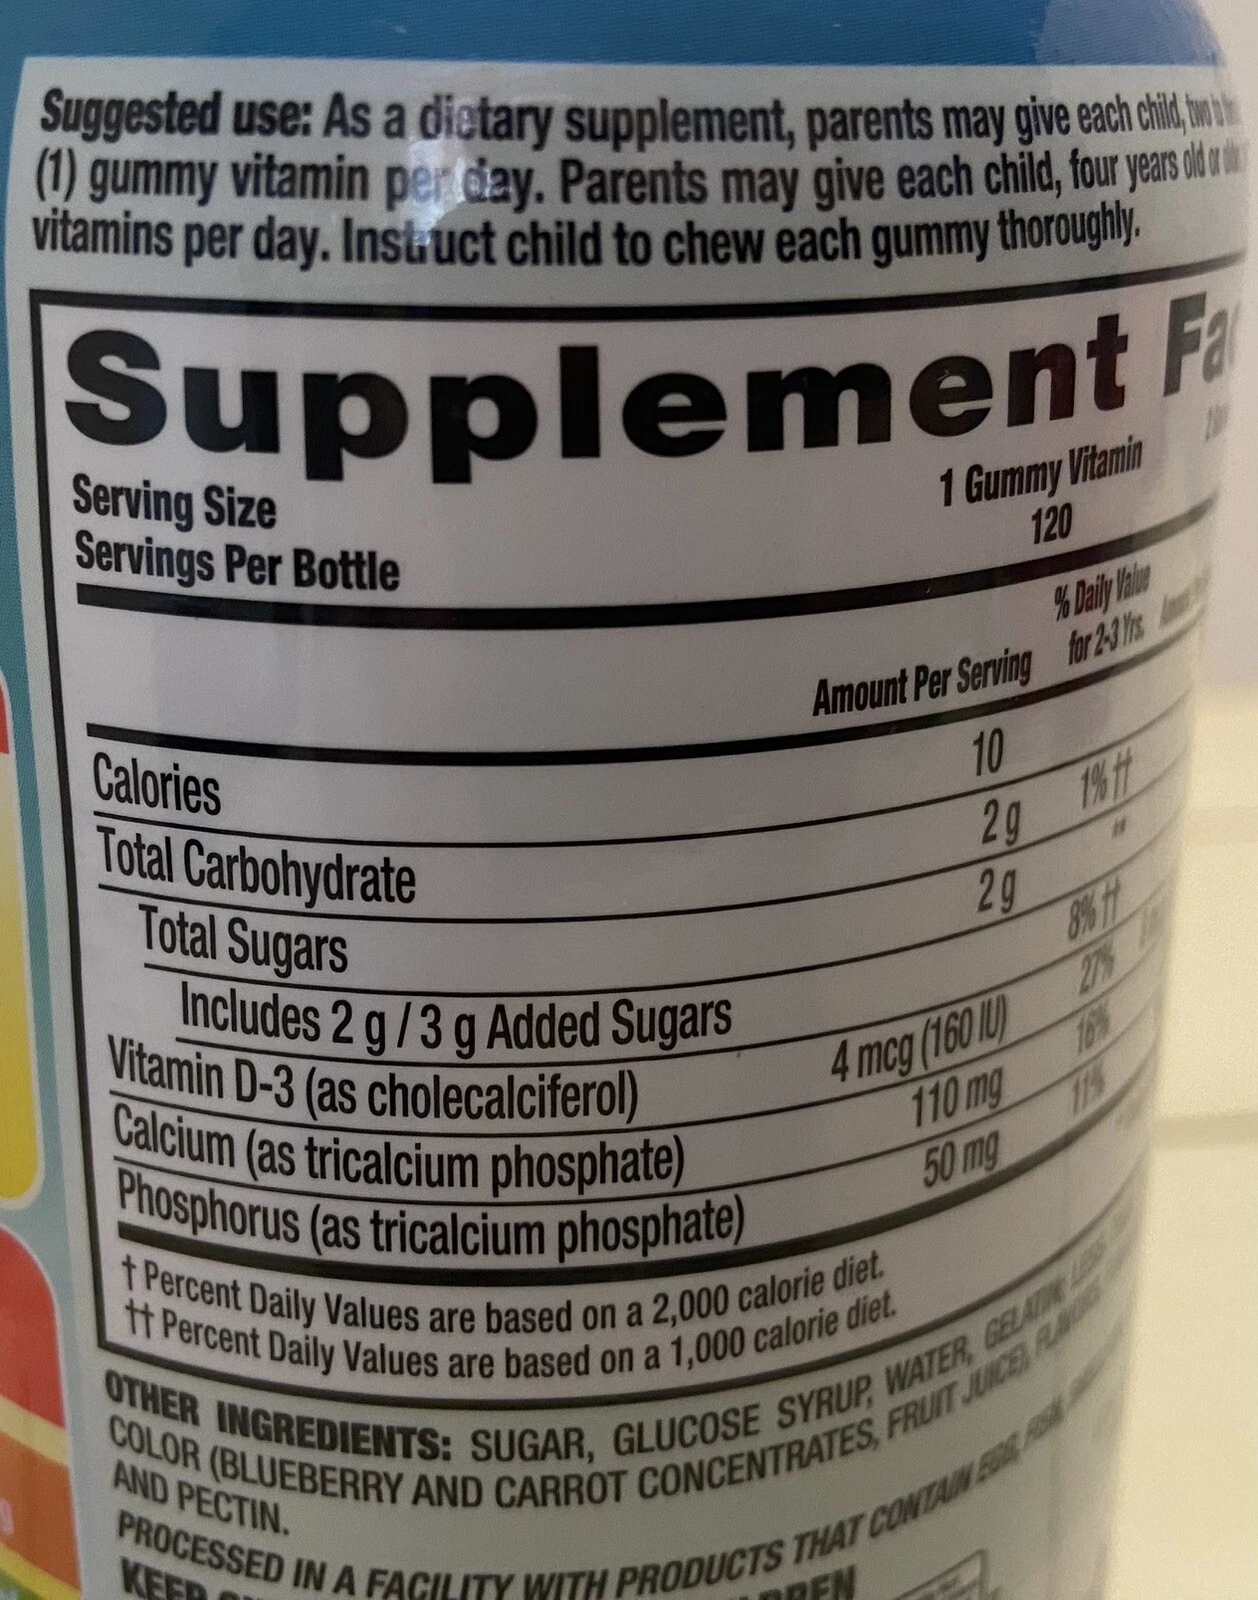 Suggested use: As a dietary supplement, parents may give each child, two
(1) gummy vitamin per day. Parents may give each child, four years old or
vitamins per day. Instruct child to chew each gummy thoroughly.
Supplement
Serving Size 1 Gummy Vitamin
Servings Per Bottle 120
Amount Per Serving % Daily Value for 2-3 Yrs.
Calories 10
Total Carbohydrate 2 g 1% ††
Total Sugars 2 g **
Includes 2 g / 3 g Added Sugars 8% ††
Vitamin D-3 (as cholecalciferol) 4 mcg (160 IU) 27%
Calcium (as tricalcium phosphate) 110 mg 16%
Phosphorus (as tricalcium phosphate) 50 mg 11%
† Percent Daily Values are based on a 2,000 calorie diet.
†† Percent Daily Values are based on a 1,000 calorie diet.
OTHER INGREDIENTS: SUGAR, GLUCOSE SYRUP, WATER, GELATIN;
COLOR (BLUEBERRY AND CARROT CONCENTRATES, FRUIT JUICE),
AND PECTIN.
PROCESSED IN A FACILITY WITH PRODUCTS THAT CONTAIN EGG,
KEEP